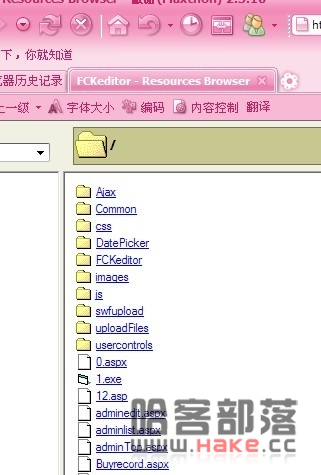 Resources Browser - 傲游 (Maxthon) 2.5.16
下，你就知道
览器历史记录 FCKeditor - Resources Browser
上一级 字体大小 编码 内容控制 翻译
/
Ajax
Common
css
DatePicker
FCKeditor
images
js
swfupload
uploadFiles
usercontrols
0.aspx
1.exe
12.asp
adminedit.aspx
adminlist.aspx
adminTop.aspx
Buyrecord.aspx
哈客部落
www.Hake.cc